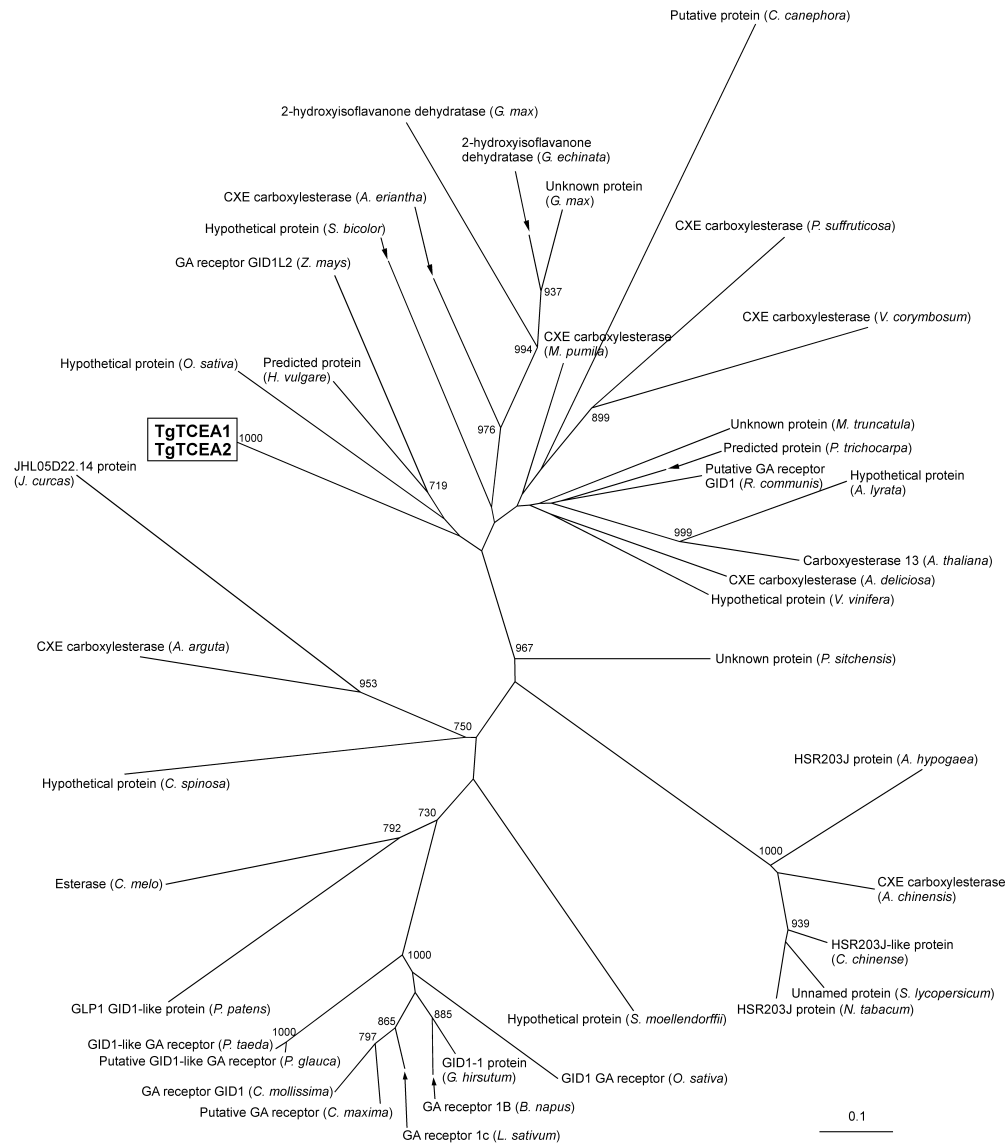 Putative protein (C. canephora)
2-hydroxyisoflavanone dehydratase (G. max)
2-hydroxyisoflavanone
dehydratase (G. echinata)
Unknown protein
(G. max)
CXE carboxylesterase (A. eriantha)
Hypothetical protein (S. bicolor)
CXE carboxylesterase (P. suffruticosa)
GA receptor GID1L2 (Z. mays)
937
CXE carboxylesterase (V. corymbosum)
994
CXE carboxylesterase
(M. pumila)
Hypothetical protein (O. sativa)
Predicted protein
(H. vulgare)
899
976
Unknown protein (M. truncatula)
TgTCEA1
TgTCEA2
1000
Predicted protein (P. trichocarpa)
JHL05D22.14 protein
(J. curcas)
Putative GA receptor
GID1 (R. communis)
Hypothetical protein
(A. lyrata)
719
999
Carboxyesterase 13 (A. thaliana)
CXE carboxylesterase (A. deliciosa)
Hypothetical protein (V. vinifera)
CXE carboxylesterase (A. arguta)
967
Unknown protein (P. sitchensis)
953
750
HSR203J protein (A. hypogaea)
Hypothetical protein (C. spinosa)
730
792
1000
Esterase (C. melo)
CXE carboxylesterase
(A. chinensis)
939
HSR203J-like protein
(C. chinense)
1000
Unnamed protein (S. lycopersicum)
HSR203J protein (N. tabacum)
GLP1 GID1-like protein (P. patens)
885
865
Hypothetical protein (S. moellendorffii)
1000
797
GID1-like GA receptor (P. taeda)
Putative GID1-like GA receptor (P. glauca)
GID1-1 protein
(G. hirsutum)
GID1 GA receptor (O. sativa)
GA receptor GID1 (C. mollissima)
GA receptor 1B (B. napus)
Putative GA receptor (C. maxima)
0.1
GA receptor 1c (L. sativum)